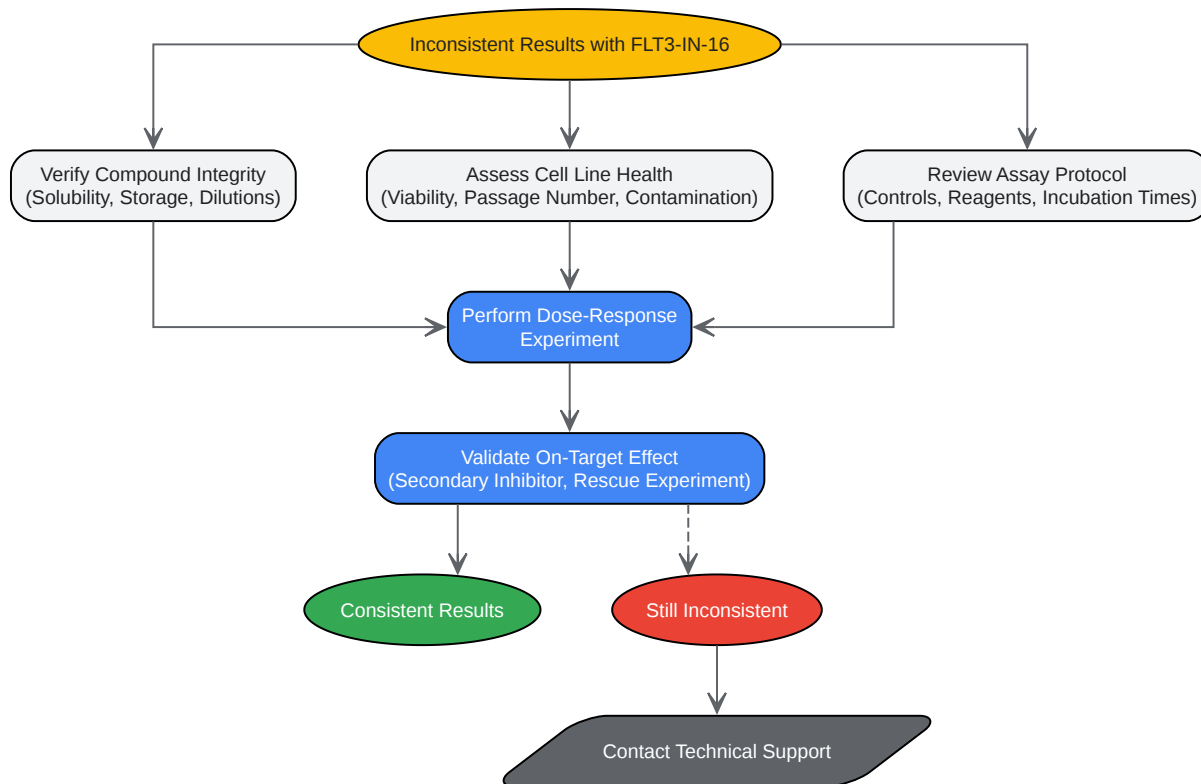 Inconsistent Results with FLT3-IN-16
Verify Compound Integrity
(Solubility, Storage, Dilutions)
Assess Cell Line Health
(Viability, Passage Number, Contamination)
Review Assay Protocol
(Controls, Reagents, Incubation Times)
Perform Dose-Response
Experiment
Validate On-Target Effect
(Secondary Inhibitor, Rescue Experiment)
Consistent Results
Still Inconsistent
Contact Technical Support